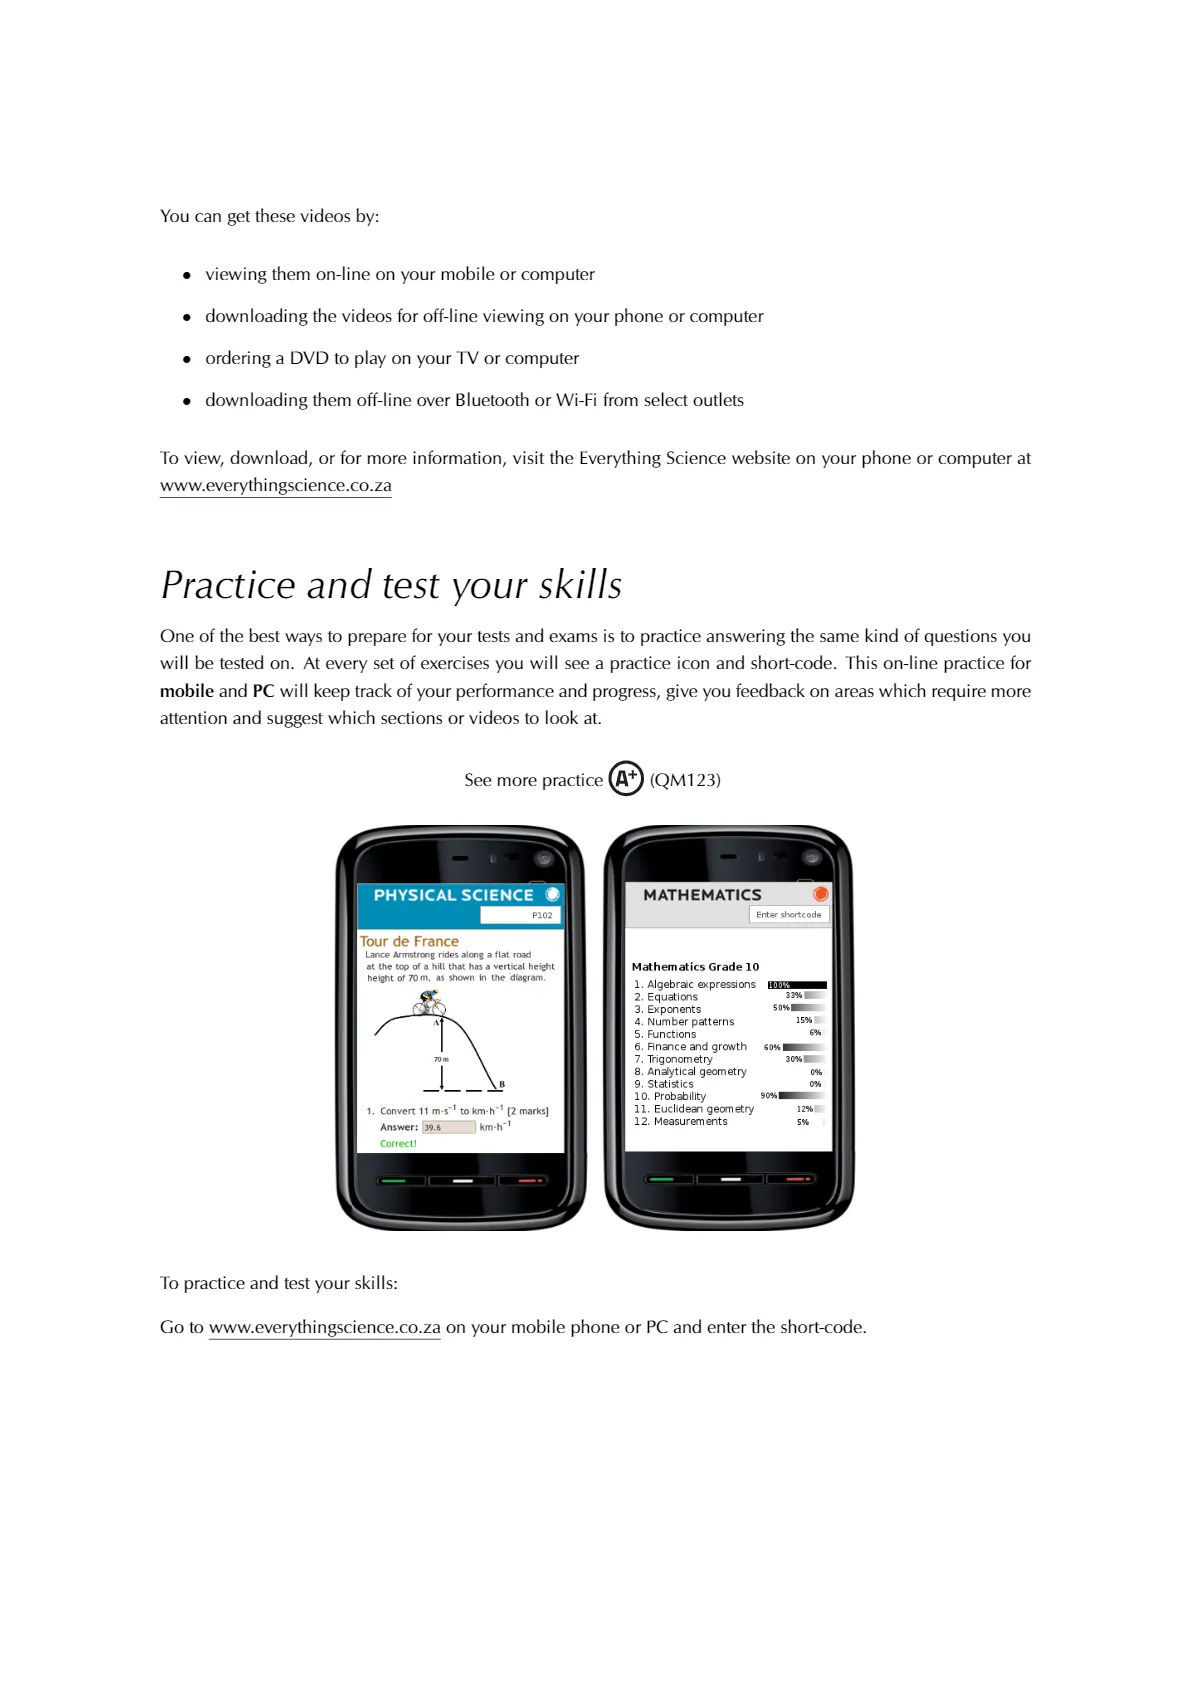 You can get these videos by:
• viewing them on-line on your mobile or computer
• downloading the videos for off-line viewing on your phone or computer
• ordering a DVD to play on your TV or computer
• downloading them off-line over Bluetooth or Wi-Fi from select outlets
To view, download, or for more information, visit the Everything Science website on your phone or computer at
www.everythingscience.co.za
Practice and test your skills
One of the best ways to prepare for your tests and exams is to practice answering the same kind of questions you
will be tested on. At every set of exercises you will see a practice icon and short-code. This on-line practice for
mobile and PC will keep track of your performance and progress, give you feedback on areas which require more
attention and suggest which sections or videos to look at.
See more practice A+ (QM123)
PHYSICAL SCIENCE
P102
Tour de France
Lance Armstrong rides along a flat road
at the top of a hill that has a vertical height
height of 70 m, as shown in the diagram.
A
70 m
B
1. Convert 11 m·s⁻¹ to km·h⁻¹ [2 marks]
Answer: 39.6 km·h⁻¹
Correct!
MATHEMATICS
Enter shortcode
Mathematics Grade 10
1. Algebraic expressions 100%
2. Equations 33%
3. Exponents 50%
4. Number patterns 15%
5. Functions 6%
6. Finance and growth 60%
7. Trigonometry 30%
8. Analytical geometry 0%
9. Statistics 0%
10. Probability 90%
11. Euclidean geometry 12%
12. Measurements 5%
To practice and test your skills:
Go to www.everythingscience.co.za on your mobile phone or PC and enter the short-code.